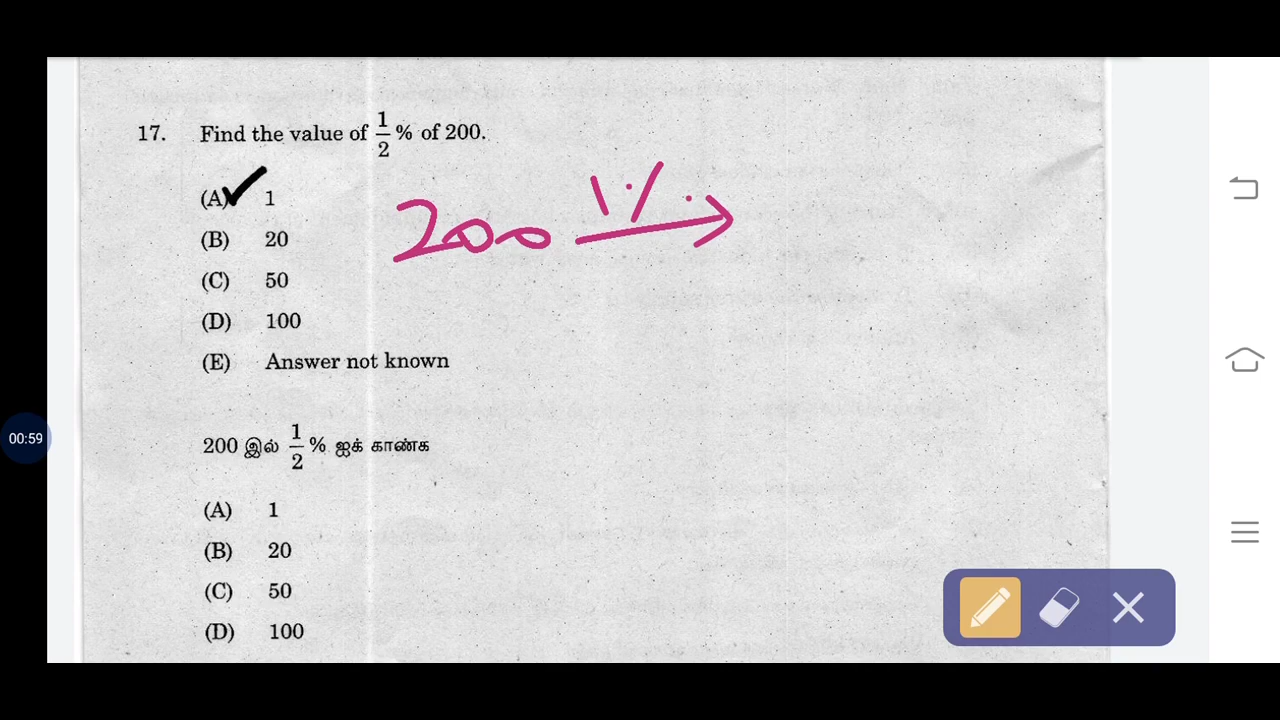 17. Find the value of 1/2 % of 200.
(A) 1
200 1% →
(B) 20
(C) 50
(D) 100
(E) Answer not known
00:59
200 இல் 1/2 % ஐக் காண்க
(A) 1
(B) 20
(C) 50
(D) 100